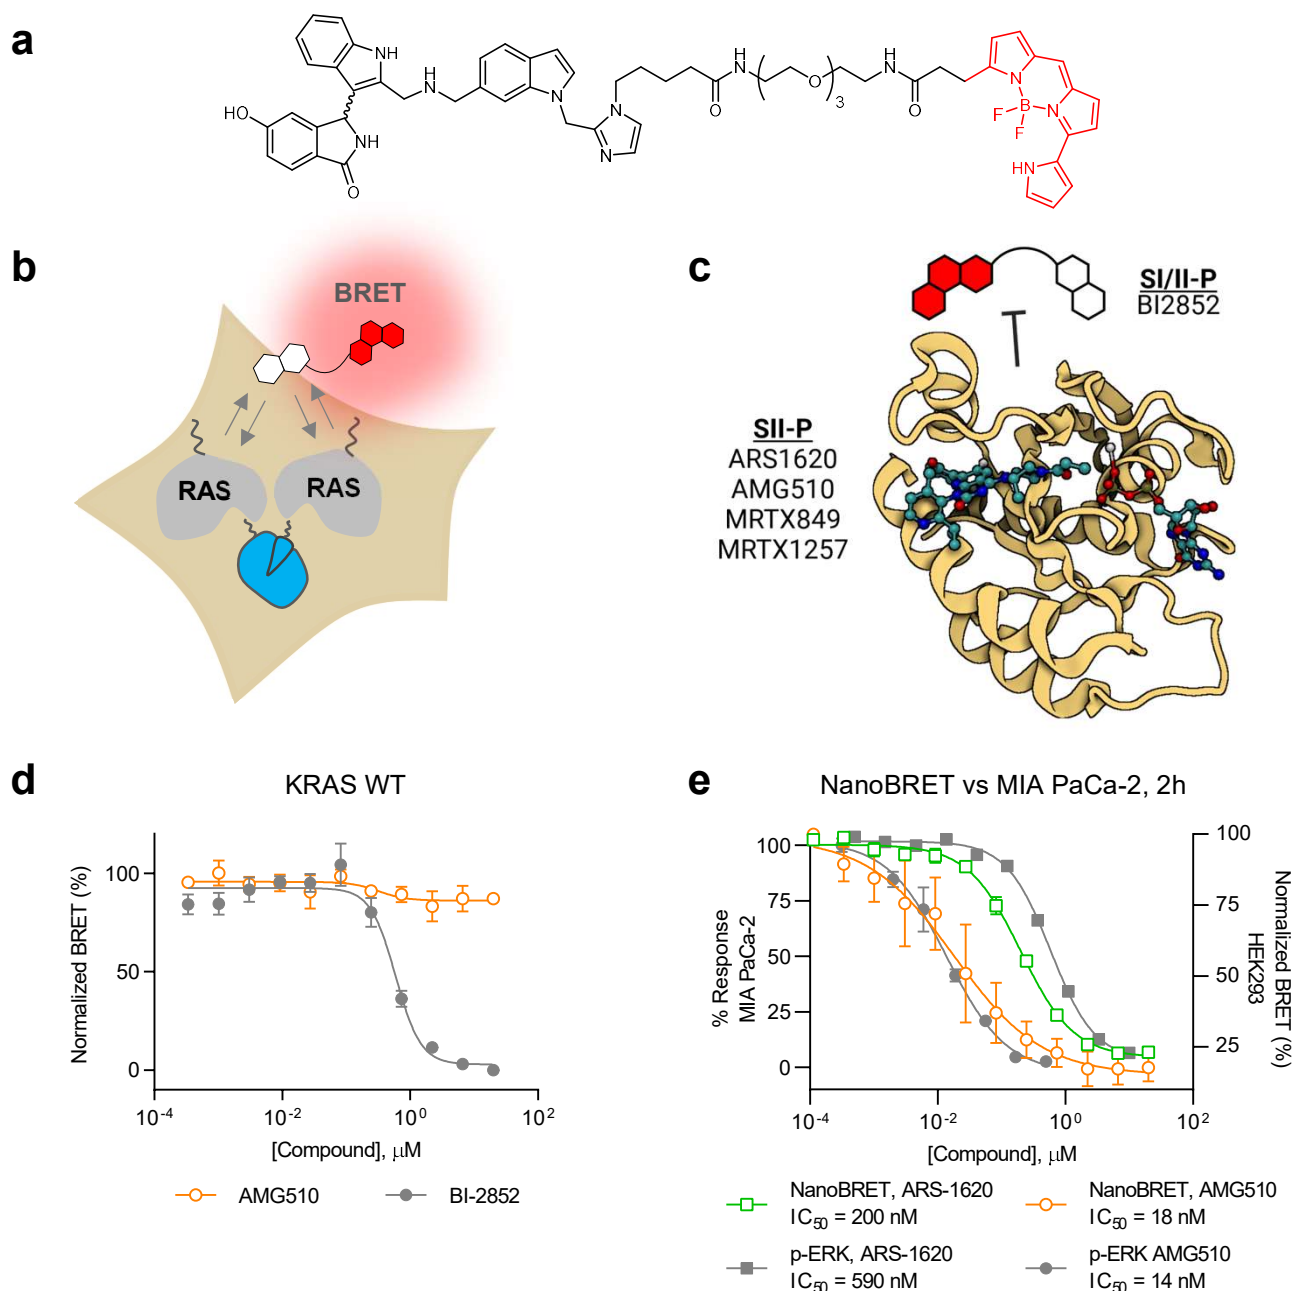 a
H
N
NH
HO
NH
O
H
N
N
N
N
O
H
N
O
3
H
N
O
N
B
N
F
F
HN
b
BRET
RAS
RAS
c
SI/II-P
BI2852
SII-P
ARS1620
AMG510
MRTX849
MRTX1257
d
KRAS WT
Normalized BRET (%)
100
50
0
10⁻⁴
10⁻²
10⁰
10²
[Compound], μM
AMG510
BI-2852
e
NanoBRET vs MIA PaCa-2, 2h
% Response
MIA PaCa-2
100
75
50
25
0
100
75
50
25
Normalized BRET (%)
HEK293
10⁻⁴
10⁻²
10⁰
10²
[Compound], μM
NanoBRET, ARS-1620
IC₅₀ = 200 nM
NanoBRET, AMG510
IC₅₀ = 18 nM
p-ERK, ARS-1620
IC₅₀ = 590 nM
p-ERK AMG510
IC₅₀ = 14 nM